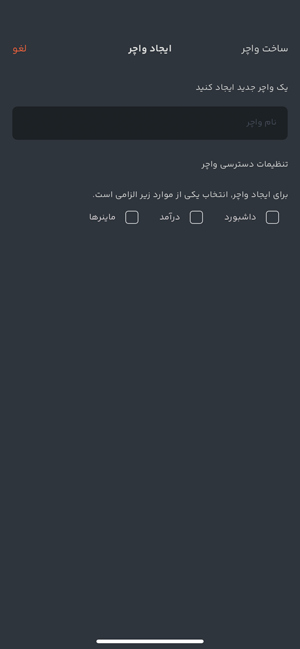 ساخت واچر ایجاد واچر لغو
یک واچر جدید ایجاد کنید
نام واچر
تنظیمات دسترسی واچر
برای ایجاد واچر، انتخاب یکی از موارد زیر الزامی است.
داشبورد درآمد ماینرها